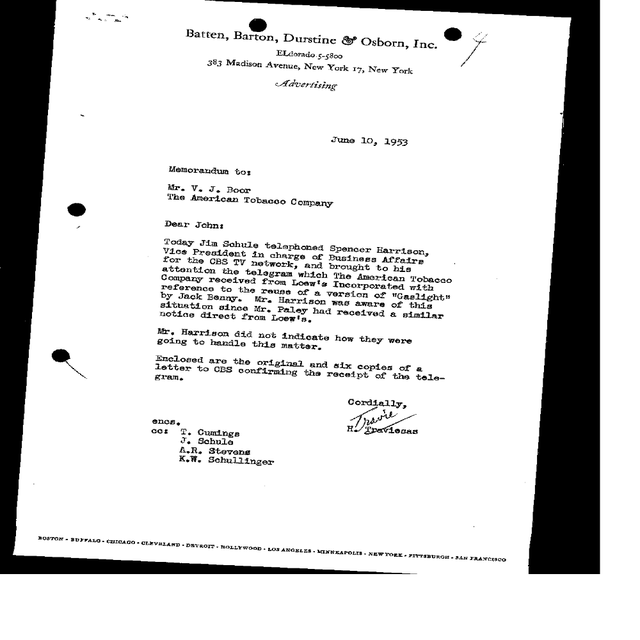 Batten, Barton, Durstine & Osborn, Inc.
4
ELdorado 5-5800
383 Madison Avenue, New York 17, New York
Advertising
June 10, 1953
Memorandum to:
Mr. V. J. Boor
The American Tobacco Company
Dear John:
Today Jim Schule telephoned Spencer Harrison,
Vice President in charge of Business Affairs
for the CBS TV network, and brought to his
attention the telegram which The American Tobacco
Company received from Loew's Incorporated with
reference to the reuse of a version of "Gaslight"
by Jack Benny. Mr. Harrison was aware of this
situation since Mr. Paley had received a similar
notice direct from Loew's.
Mr. Harrison did not indicate how they were
going to handle this matter.
Enclosed are the original and six copies of a
letter to CBS confirming the receipt of the tele-
gram.
Cordially,
Travie
H. Traviesas
encs.
cc: T. Cumings
J. Schule
A.R. Stevens
K.W. Schullinger
BOSTON • BUFFALO • CHICAGO • CLEVELAND • DETROIT • HOLLYWOOD • LOS ANGELES • MINNEAPOLIS • NEW YORK • PITTSBURGH • SAN FRANCISCO